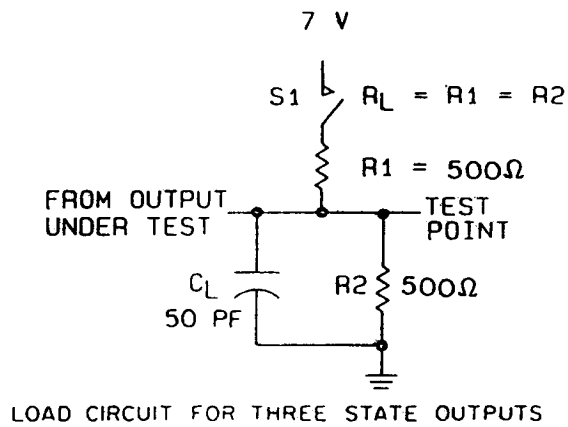 7 V
S1
RL = R1 = R2
R1 = 500Ω
FROM OUTPUT
UNDER TEST
TEST
POINT
CL
50 PF
R2 500Ω
LOAD CIRCUIT FOR THREE STATE OUTPUTS